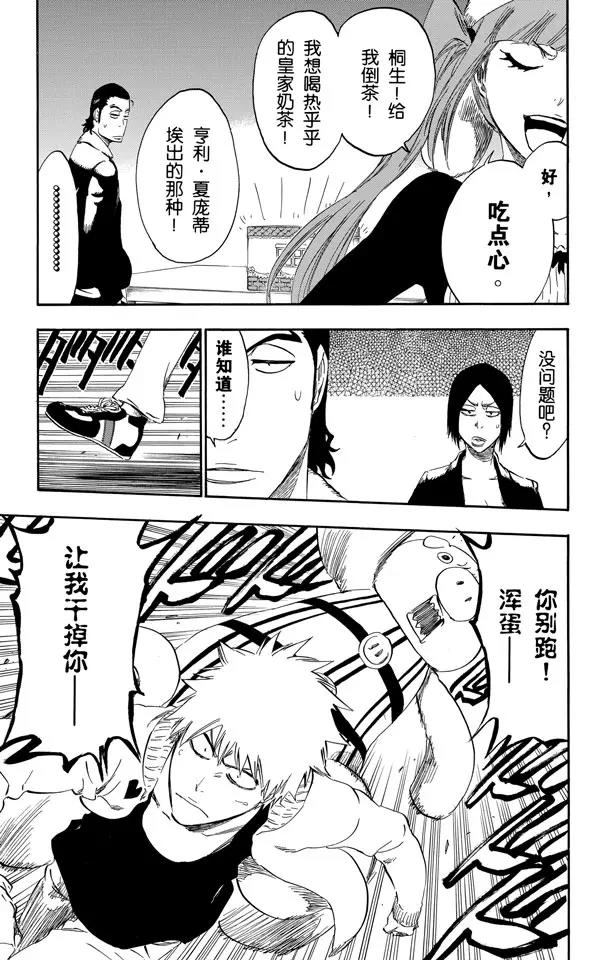 好，
吃点心。
桐生！给
我倒茶！
我想喝热乎乎
的皇家奶茶！
亨利·夏庞蒂
埃出的那种！
…………
没问题吧？
谁知道……
你别跑！
浑蛋——
让我干掉你——